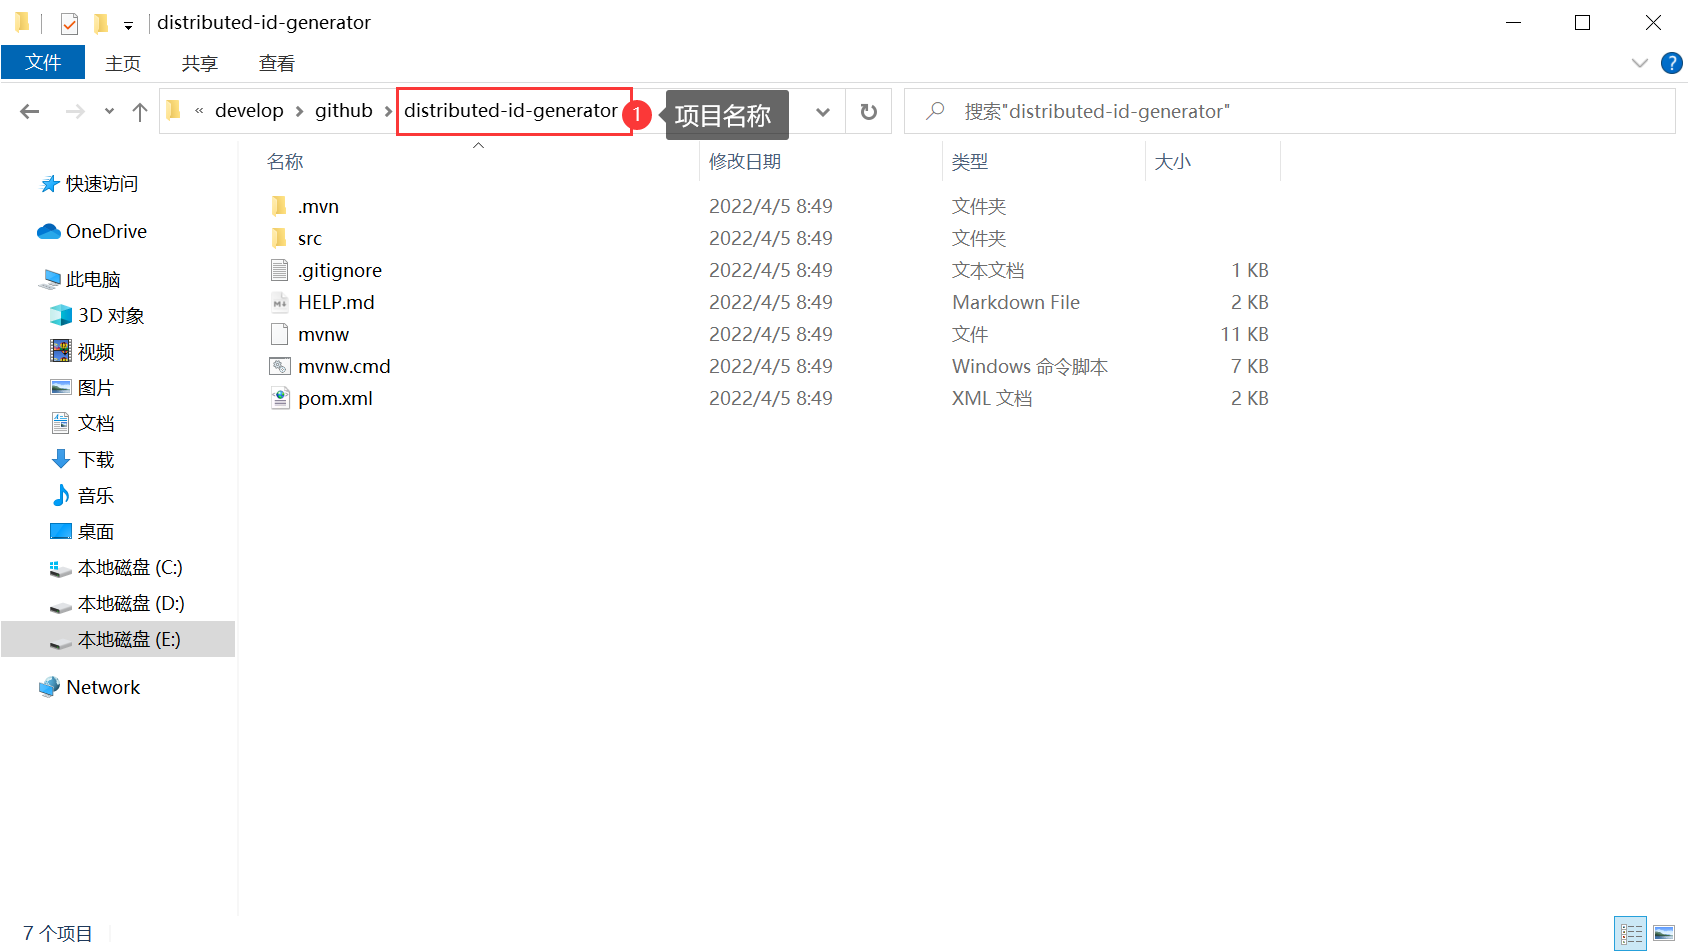 distributed-id-generator
文件 主页 共享 查看 ?
« develop › github › distributed-id-generator 1 项目名称 搜索"distributed-id-generator"
名称 修改日期 类型 大小
快速访问
OneDrive
此电脑
3D 对象
视频
图片
文档
下载
音乐
桌面
本地磁盘 (C:)
本地磁盘 (D:)
本地磁盘 (E:)
Network
.mvn 2022/4/5 8:49 文件夹
src 2022/4/5 8:49 文件夹
.gitignore 2022/4/5 8:49 文本文档 1 KB
HELP.md 2022/4/5 8:49 Markdown File 2 KB
mvnw 2022/4/5 8:49 文件 11 KB
mvnw.cmd 2022/4/5 8:49 Windows 命令脚本 7 KB
pom.xml 2022/4/5 8:49 XML 文档 2 KB
7 个项目